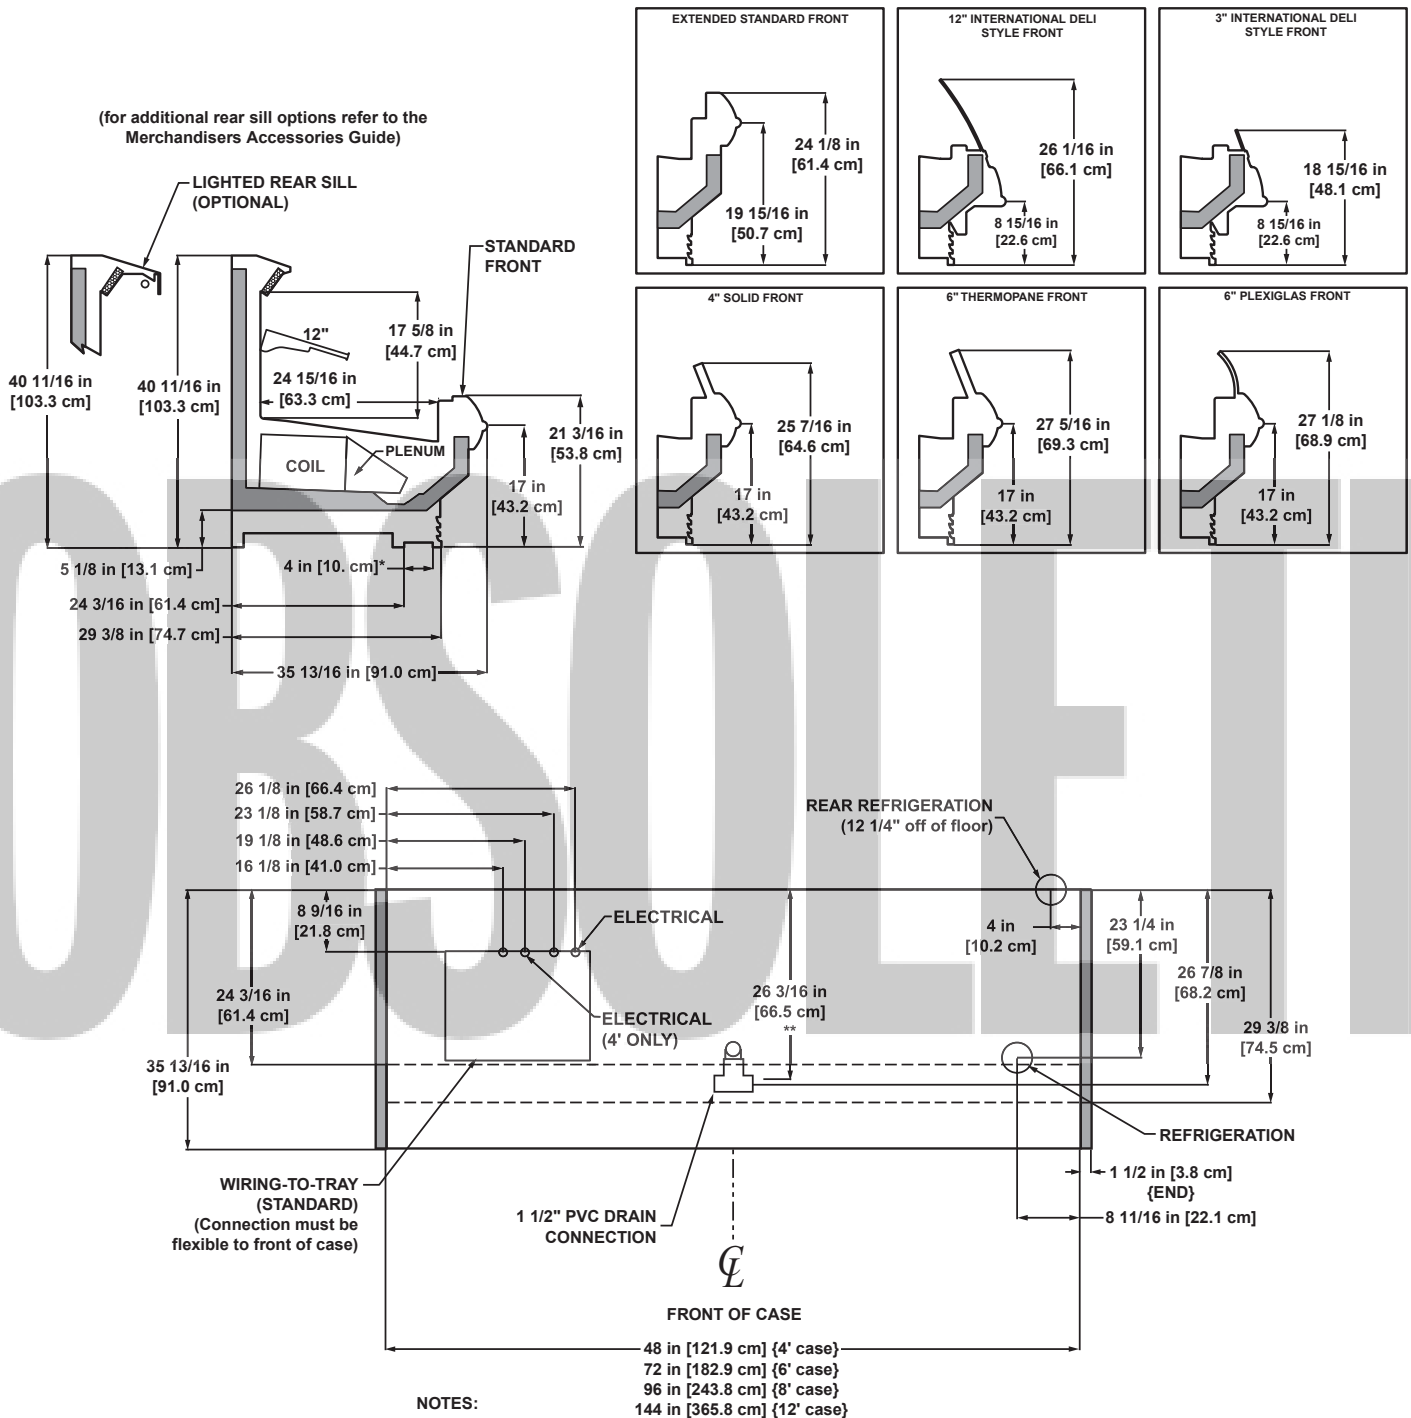 EXTENDED STANDARD FRONT
24 1/8 in
[61.4 cm]
19 15/16 in
[50.7 cm]
12" INTERNATIONAL DELI
STYLE FRONT
26 1/16 in
[66.1 cm]
8 15/16 in
[22.6 cm]
3" INTERNATIONAL DELI
STYLE FRONT
18 15/16 in
[48.1 cm]
8 15/16 in
[22.6 cm]
(for additional rear sill options refer to the
Merchandisers Accessories Guide)
LIGHTED REAR SILL
(OPTIONAL)
STANDARD
FRONT
12"
17 5/8 in
[44.7 cm]
24 15/16 in
[63.3 cm]
40 11/16 in
[103.3 cm]
40 11/16 in
[103.3 cm]
21 3/16 in
[53.8 cm]
COIL
PLENUM
17 in
[43.2 cm]
5 1/8 in [13.1 cm]
4 in [10. cm]*
24 3/16 in [61.4 cm]
29 3/8 in [74.7 cm]
35 13/16 in [91.0 cm]
4" SOLID FRONT
25 7/16 in
[64.6 cm]
17 in
[43.2 cm]
6" THERMOPANE FRONT
27 5/16 in
[69.3 cm]
17 in
[43.2 cm]
6" PLEXIGLAS FRONT
27 1/8 in
[68.9 cm]
17 in
[43.2 cm]
OBSOLETE
26 1/8 in [66.4 cm]
23 1/8 in [58.7 cm]
19 1/8 in [48.6 cm]
16 1/8 in [41.0 cm]
REAR REFRIGERATION
(12 1/4" off of floor)
8 9/16 in
[21.8 cm]
ELECTRICAL
4 in
[10.2 cm]
23 1/4 in
[59.1 cm]
26 7/8 in
[68.2 cm]
24 3/16 in
[61.4 cm]
26 3/16 in
[66.5 cm]
**
ELECTRICAL
(4' ONLY)
29 3/8 in
[74.5 cm]
35 13/16 in
[91.0 cm]
REFRIGERATION
WIRING-TO-TRAY
(STANDARD)
(Connection must be
flexible to front of case)
1 1/2" PVC DRAIN
CONNECTION
1 1/2 in [3.8 cm]
{END}
8 11/16 in [22.1 cm]
CL
FRONT OF CASE
48 in [121.9 cm] {4' case}
72 in [182.9 cm] {6' case}
96 in [243.8 cm] {8' case}
144 in [365.8 cm] {12' case}
NOTES: